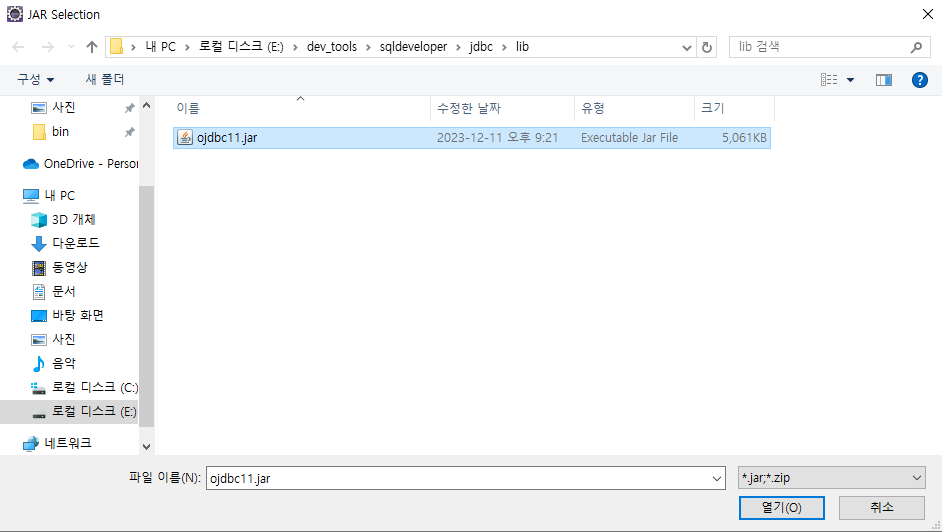 JAR Selection
내 PC > 로컬 디스크 (E:) > dev_tools > sqldeveloper > jdbc > lib
lib 검색
구성
새 폴더
사진
bin
OneDrive - Person
내 PC
3D 개체
다운로드
동영상
문서
바탕 화면
사진
음악
로컬 디스크 (C:)
로컬 디스크 (E:)
네트워크
이름 수정한 날짜 유형 크기
ojdbc11.jar 2023-12-11 오후 9:21 Executable Jar File 5,061KB
파일 이름(N): ojdbc11.jar
*.jar;*.zip
열기(O) 취소